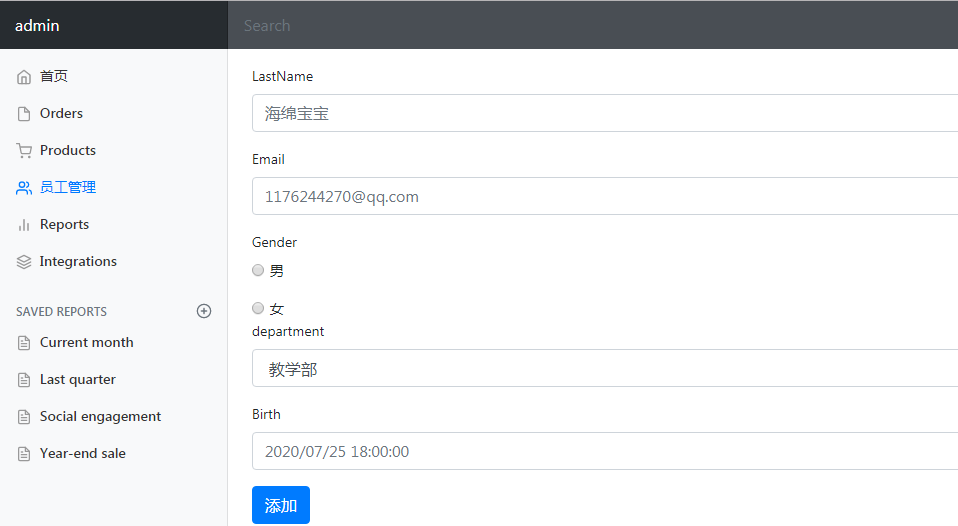 admin
Search
首页
Orders
Products
员工管理
Reports
Integrations
SAVED REPORTS
Current month
Last quarter
Social engagement
Year-end sale
LastName
海绵宝宝
Email
1176244270@qq.com
Gender
男
女
department
教学部
Birth
2020/07/25 18:00:00
添加